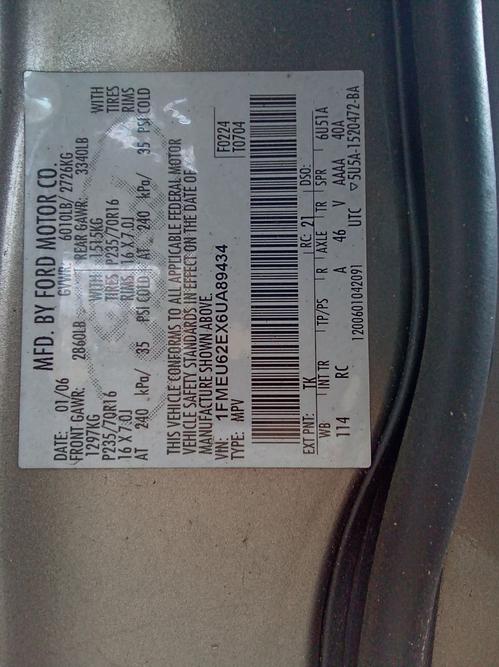 MFD. BY FORD MOTOR CO.
DATE: 01/06 GVWR: 6010LB/ 2726KG
FRONT GAWR: 2860LB REAR GAWR: 3340LB
1297KG WITH 1515KG WITH
P235/70R16 TIRES P235/70R16 TIRES
16 X 7.0J RIMS 16 X 7.0J RIMS
AT 240 kPa/ 35 PSI COLD AT 240 kPa/ 35 PSI COLD
THIS VEHICLE CONFORMS TO ALL APPLICABLE FEDERAL MOTOR
VEHICLE SAFETY STANDARDS IN EFFECT ON THE DATE OF
MANUFACTURE SHOWN ABOVE.
VIN: 1FMEU62EX6UA89434 F0224
TYPE: MPV T0704
EXT PNT: TK RC: 21 DSO:
WB INT TR TP/PS R AXLE TR SPR 6U51A
114 RC A 46 V AAAA 40A
1200601042091 UTC ▽5U5A-1520472-BA